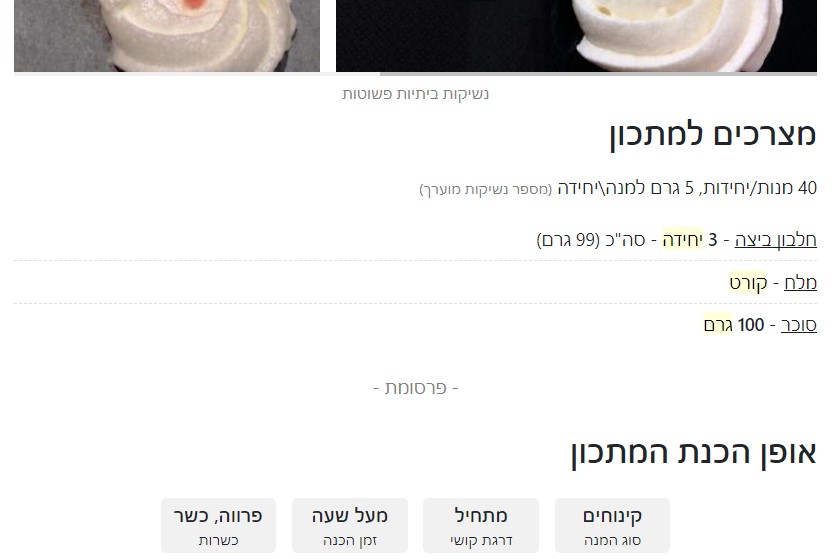 נשיקות ביתיות פשוטות
מצרכים למתכון
40 מנות/יחידות, 5 גרם למנה\יחידה (מספר נשיקות מוערך)
חלבון ביצה - 3 יחידה - סה"כ (99 גרם)
מלח - קורט
סוכר - 100 גרם
- פרסומת -
אופן הכנת המתכון
קינוחים
סוג המנה
מתחיל
דרגת קושי
מעל שעה
זמן הכנה
פרווה, כשר
כשרות